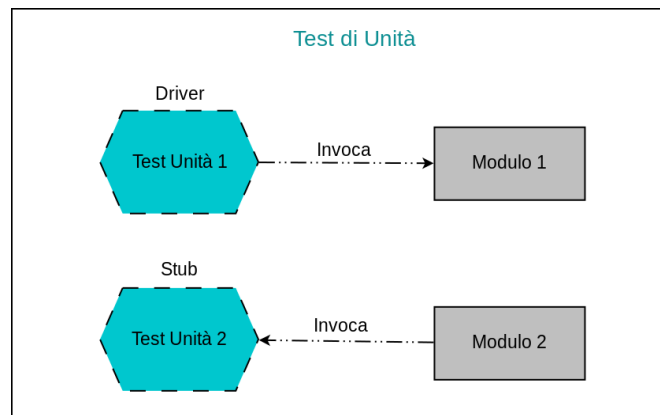 Test di Unità
Driver
Test Unità 1
Invoca
Modulo 1
Stub
Test Unità 2
Invoca
Modulo 2